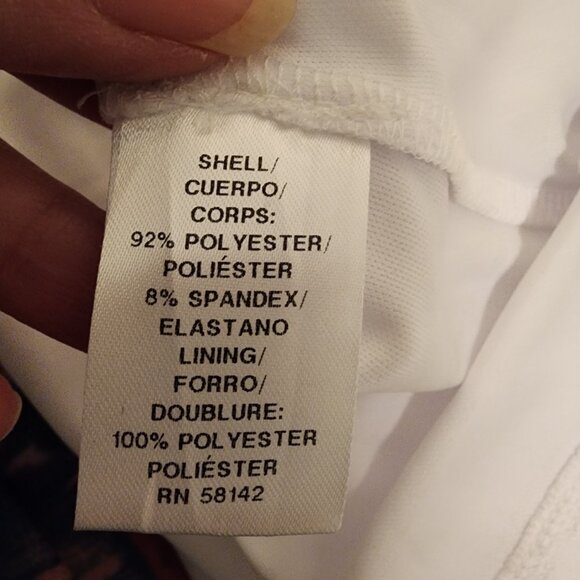 SHELL/
CUERPO/
CORPS:
92% POLYESTER/
POLIÉSTER
8% SPANDEX/
ELASTANO
LINING/
FORRO/
DOUBLURE:
100% POLYESTER
POLIÉSTER
RN 58142